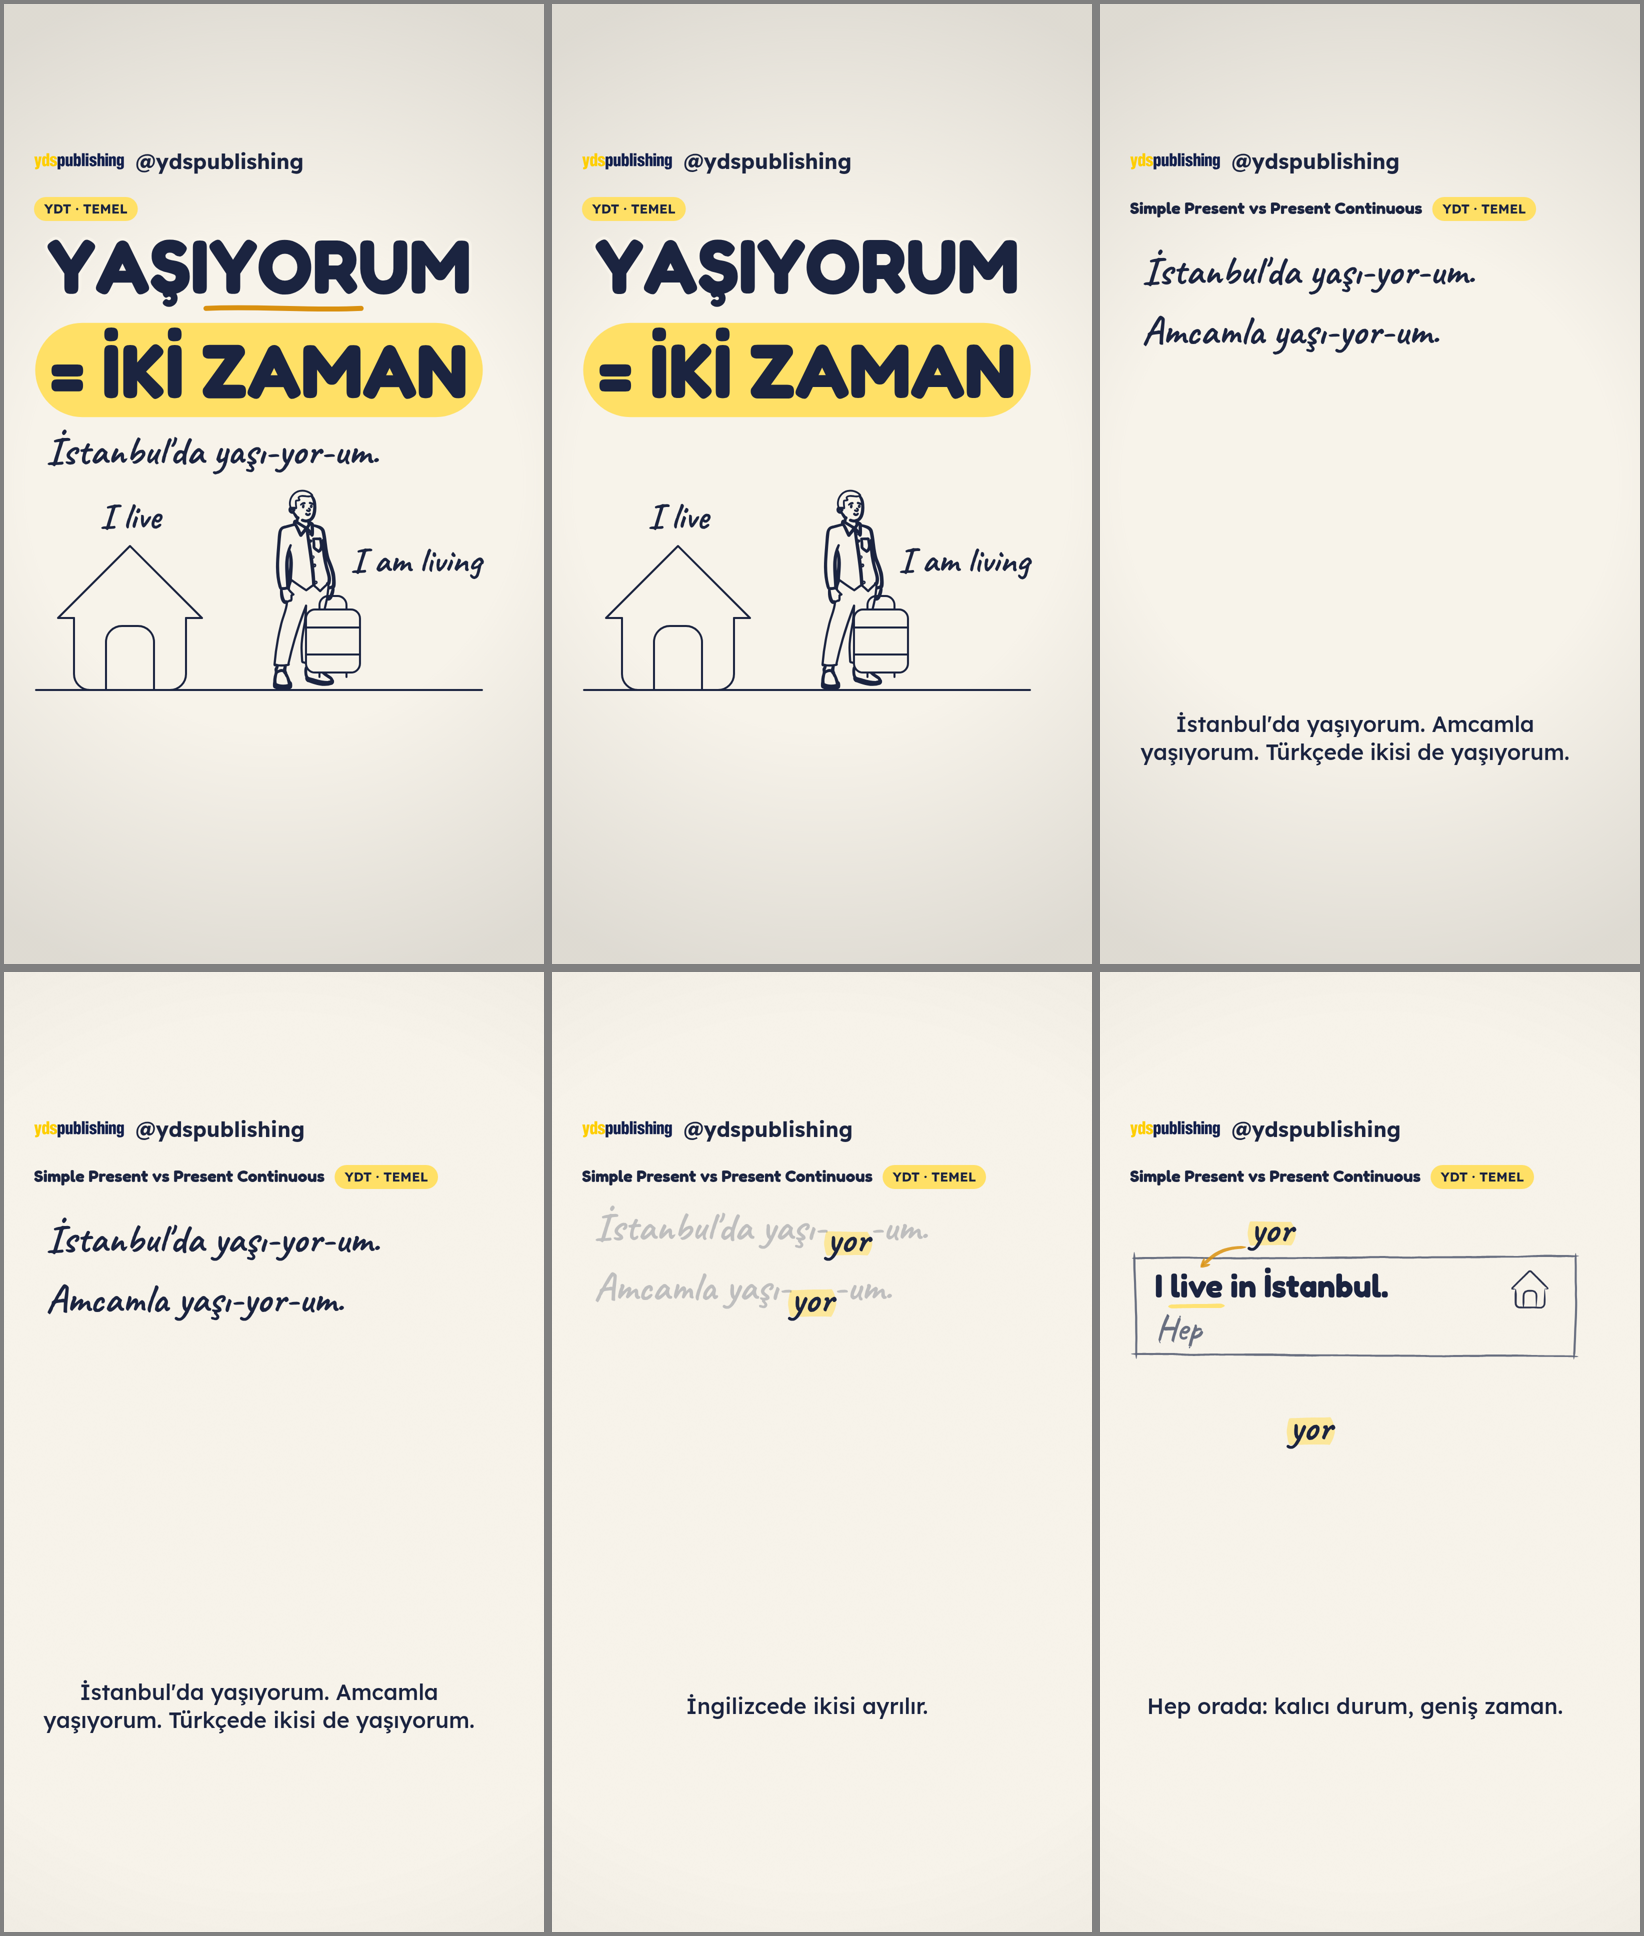 ydspublishing @ydspublishing
YDT · TEMEL
YAŞIYORUM
= İKİ ZAMAN
İstanbul'da yaşı-yor-um.
I live
I am living
ydspublishing @ydspublishing
YDT · TEMEL
YAŞIYORUM
= İKİ ZAMAN
I live
I am living
ydspublishing @ydspublishing
Simple Present vs Present Continuous YDT · TEMEL
İstanbul'da yaşı-yor-um.
Amcamla yaşı-yor-um.
İstanbul'da yaşıyorum. Amcamla
yaşıyorum. Türkçede ikisi de yaşıyorum.
ydspublishing @ydspublishing
Simple Present vs Present Continuous YDT · TEMEL
İstanbul'da yaşı-yor-um.
Amcamla yaşı-yor-um.
İstanbul'da yaşıyorum. Amcamla
yaşıyorum. Türkçede ikisi de yaşıyorum.
ydspublishing @ydspublishing
Simple Present vs Present Continuous YDT · TEMEL
İstanbul'da yaşı-yor-um.
Amcamla yaşı-yor-um.
İngilizcede ikisi ayrılır.
ydspublishing @ydspublishing
Simple Present vs Present Continuous YDT · TEMEL
yor
I live in İstanbul.
Hep
yor
Hep orada: kalıcı durum, geniş zaman.